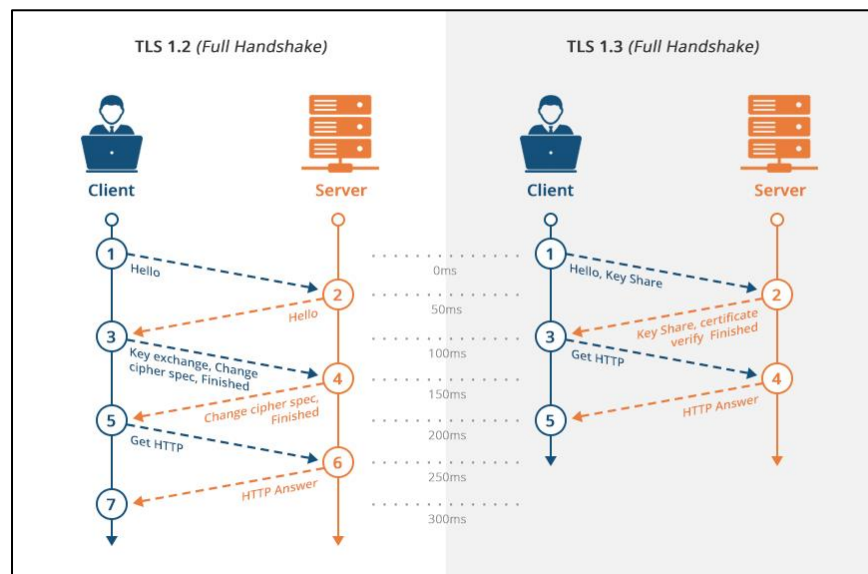 TLS 1.2 (Full Handshake)
Client
Server
1
Hello
2
Hello
3
Key exchange, Change
cipher spec, Finished
4
Change cipher spec,
Finished
5
Get HTTP
6
HTTP Answer
7
0ms
50ms
100ms
150ms
200ms
250ms
300ms
TLS 1.3 (Full Handshake)
Client
Server
1
Hello, Key Share
2
Key Share, certificate
verify Finished
3
Get HTTP
4
HTTP Answer
5